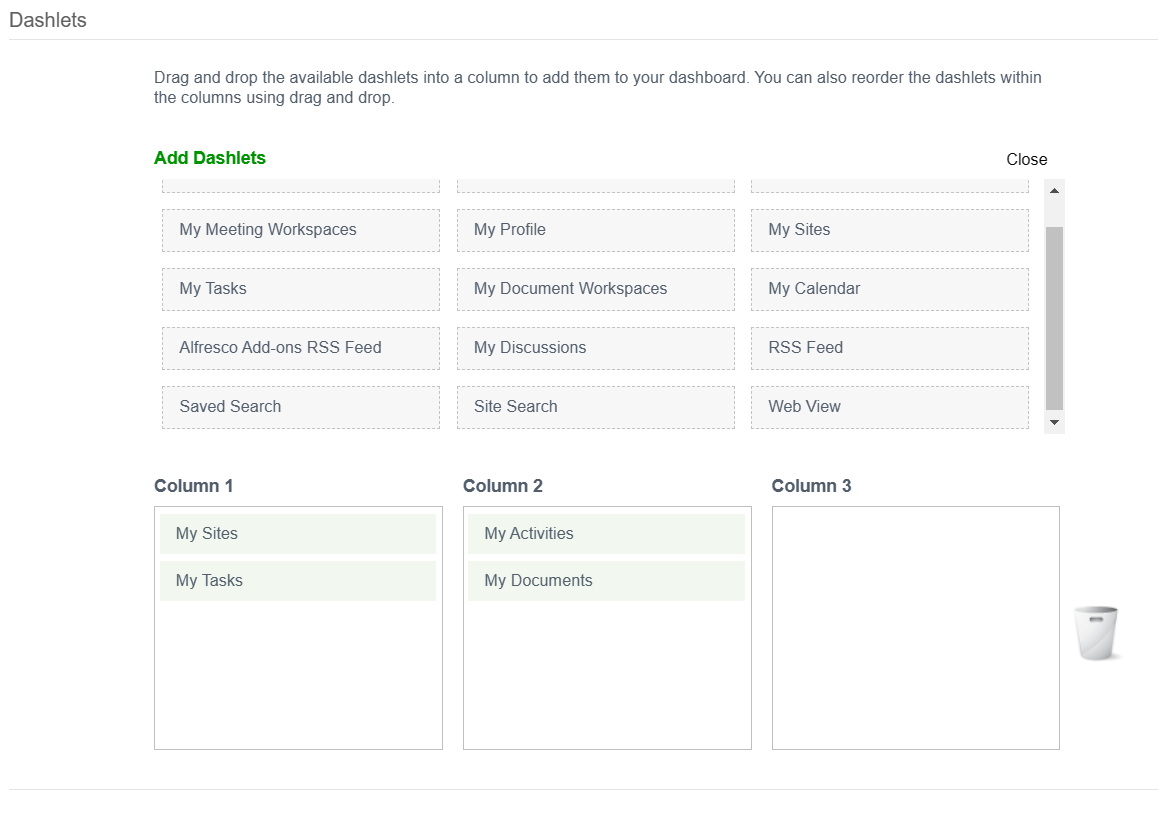 Dashlets
Drag and drop the available dashlets into a column to add them to your dashboard. You can also reorder the dashlets within
the columns using drag and drop.
Add Dashlets
Close
My Meeting Workspaces
My Profile
My Sites
My Tasks
My Document Workspaces
My Calendar
Alfresco Add-ons RSS Feed
My Discussions
RSS Feed
Saved Search
Site Search
Web View
Column 1
Column 2
Column 3
My Sites
My Activities
My Tasks
My Documents